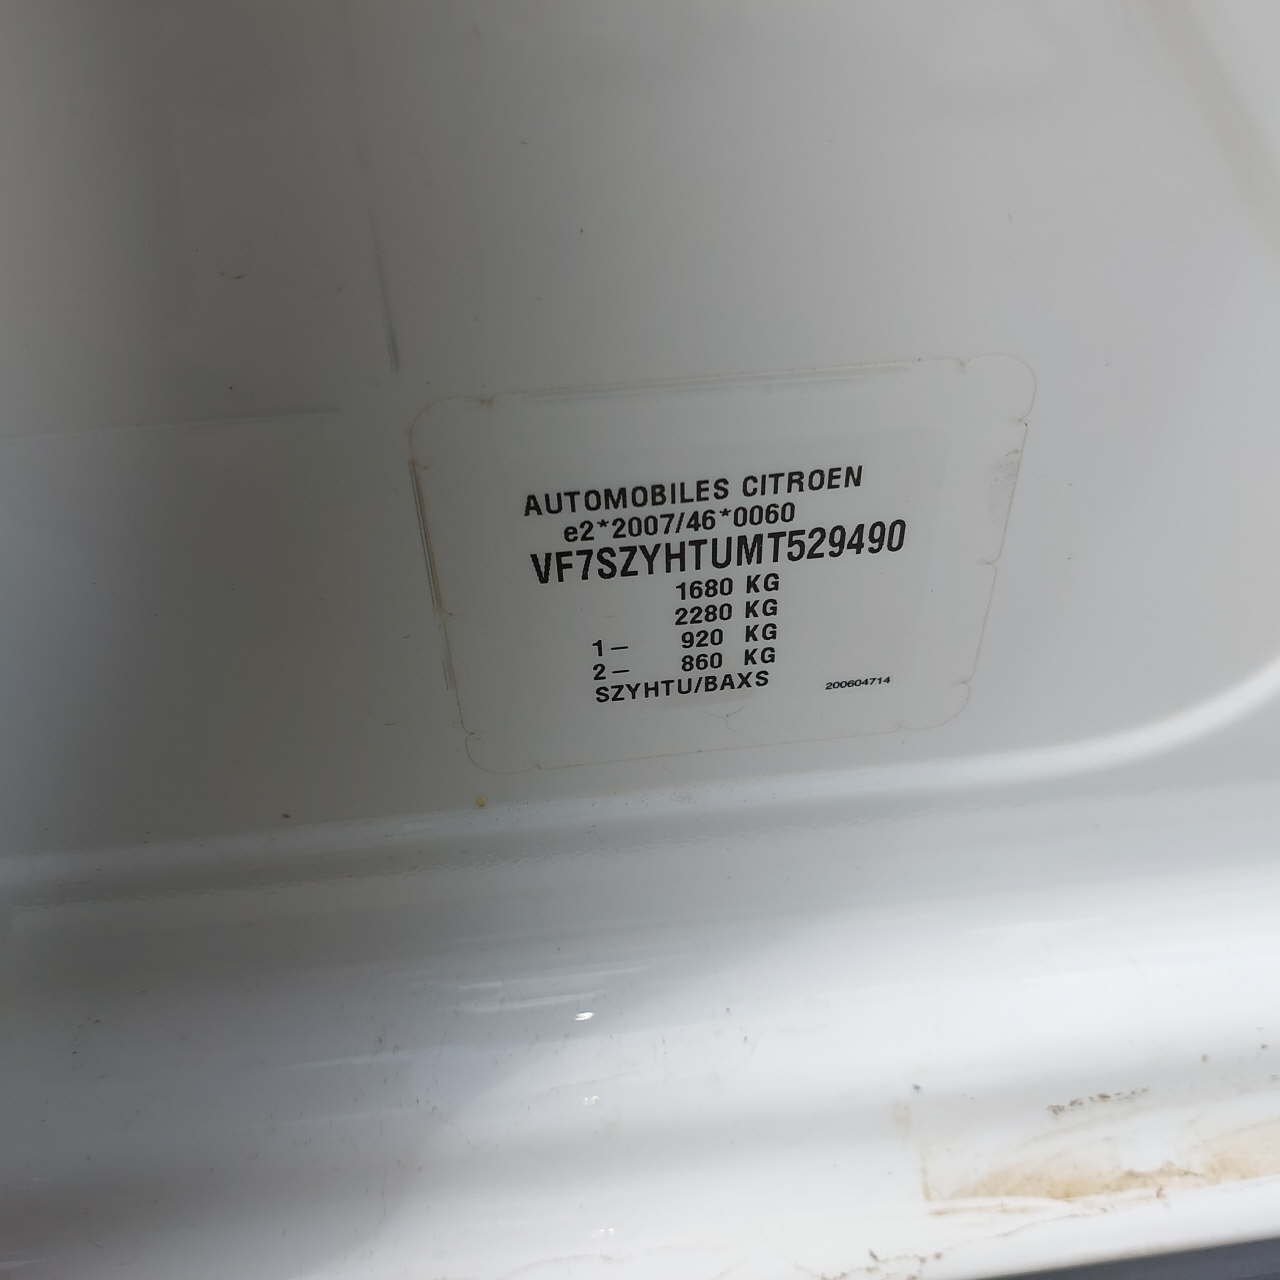 AUTOMOBILES CITROEN
e2*2007/46*0060
VF7SZYHTUMT529490
1680 KG
2280 KG
1– 920 KG
2– 860 KG
SZYHTU/BAXS
200604714